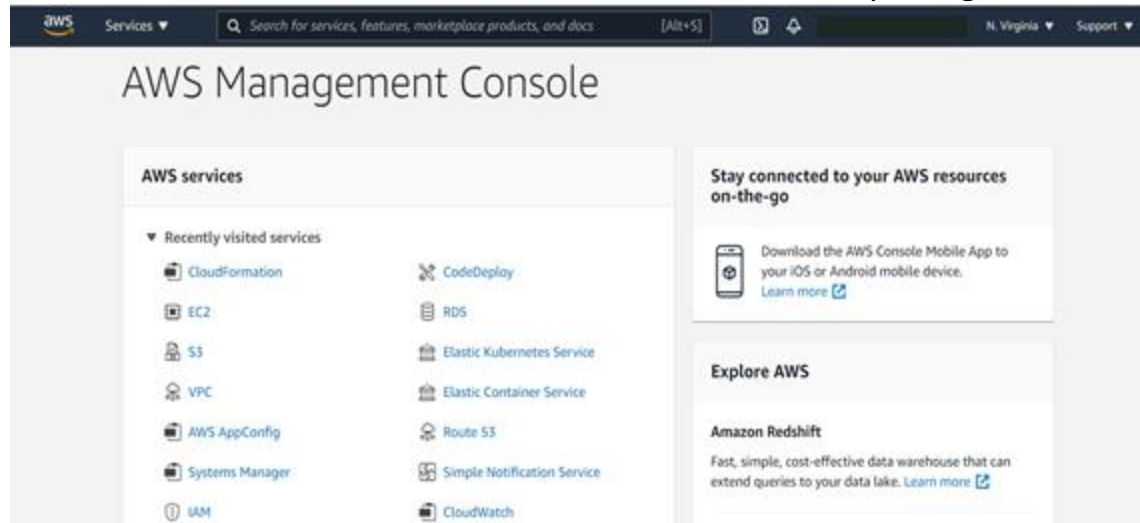 aws Services ▼ Search for services, features, marketplace products, and docs [Alt+S] N. Virginia ▼ Support ▼
AWS Management Console
AWS services
▼ Recently visited services
CloudFormation
EC2
S3
VPC
AWS AppConfig
Systems Manager
IAM
CodeDeploy
RDS
Elastic Kubernetes Service
Elastic Container Service
Route 53
Simple Notification Service
CloudWatch
Stay connected to your AWS resources
on-the-go
Download the AWS Console Mobile App to
your iOS or Android mobile device.
Learn more
Explore AWS
Amazon Redshift
Fast, simple, cost-effective data warehouse that can
extend queries to your data lake. Learn more